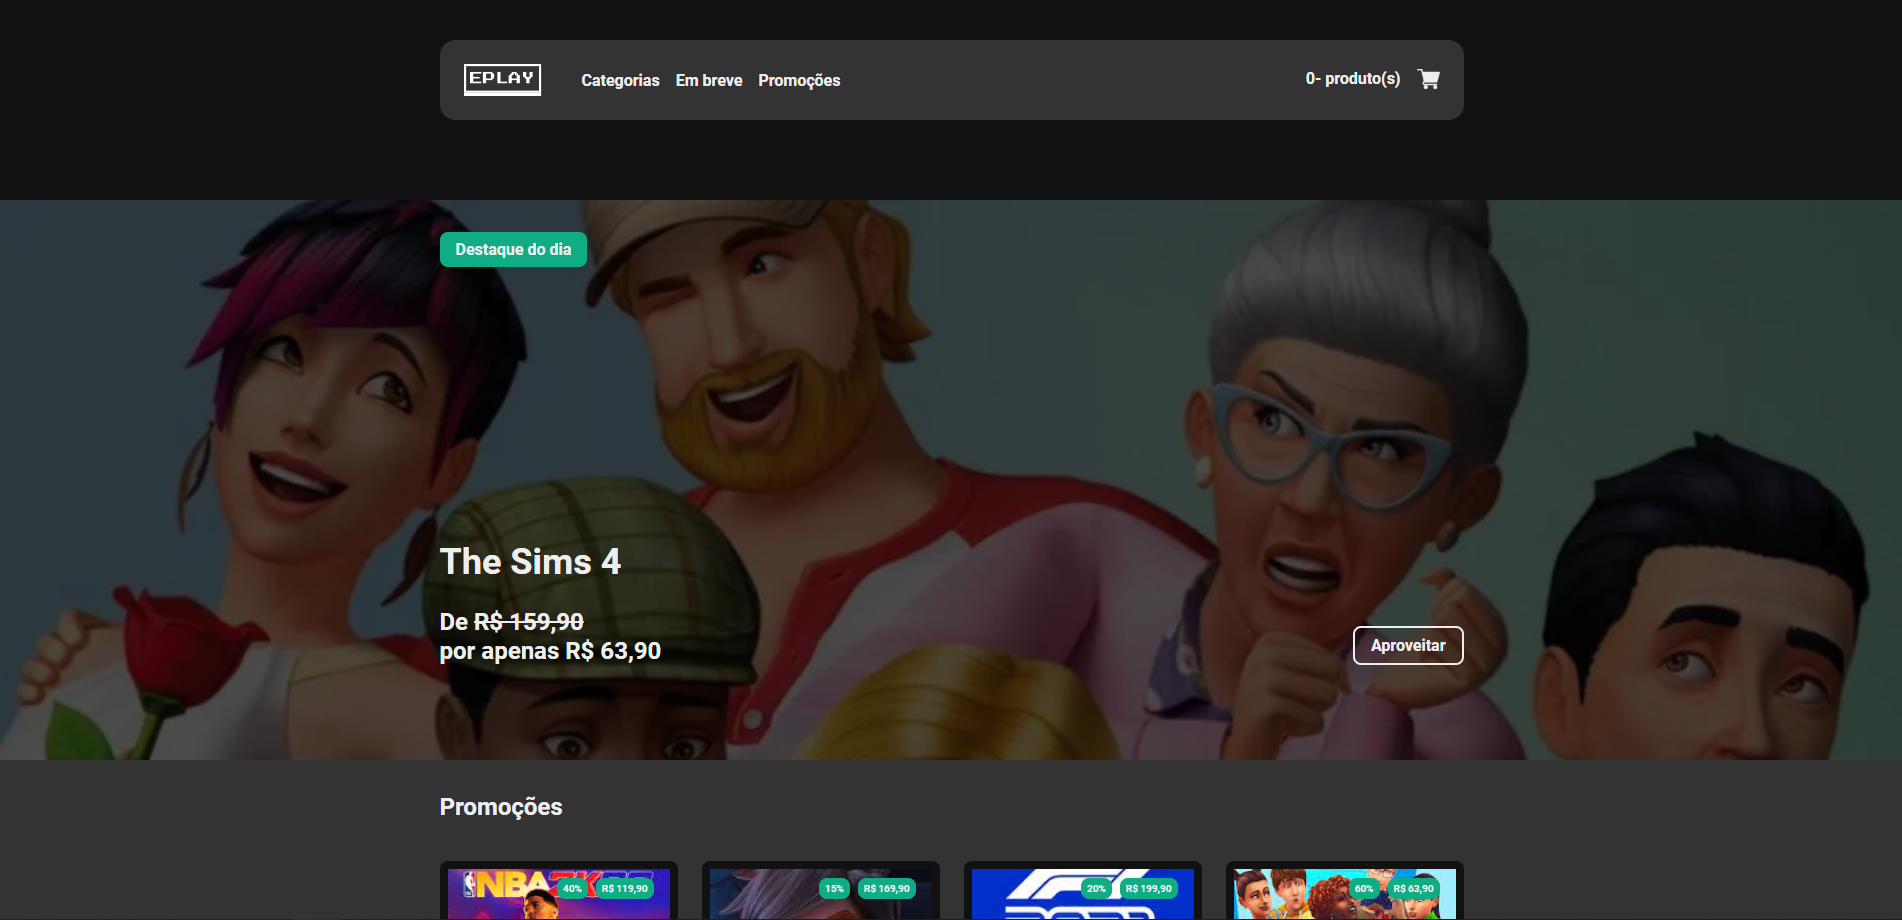 EPLAY Categorias Em breve Promoções 0- produto(s)
Destaque do dia
The Sims 4
De R$ 159,90
por apenas R$ 63,90
Aproveitar
Promoções
NBA 2K 40% R$ 119,90
15% R$ 169,90
20% R$ 199,90
60% R$ 63,90